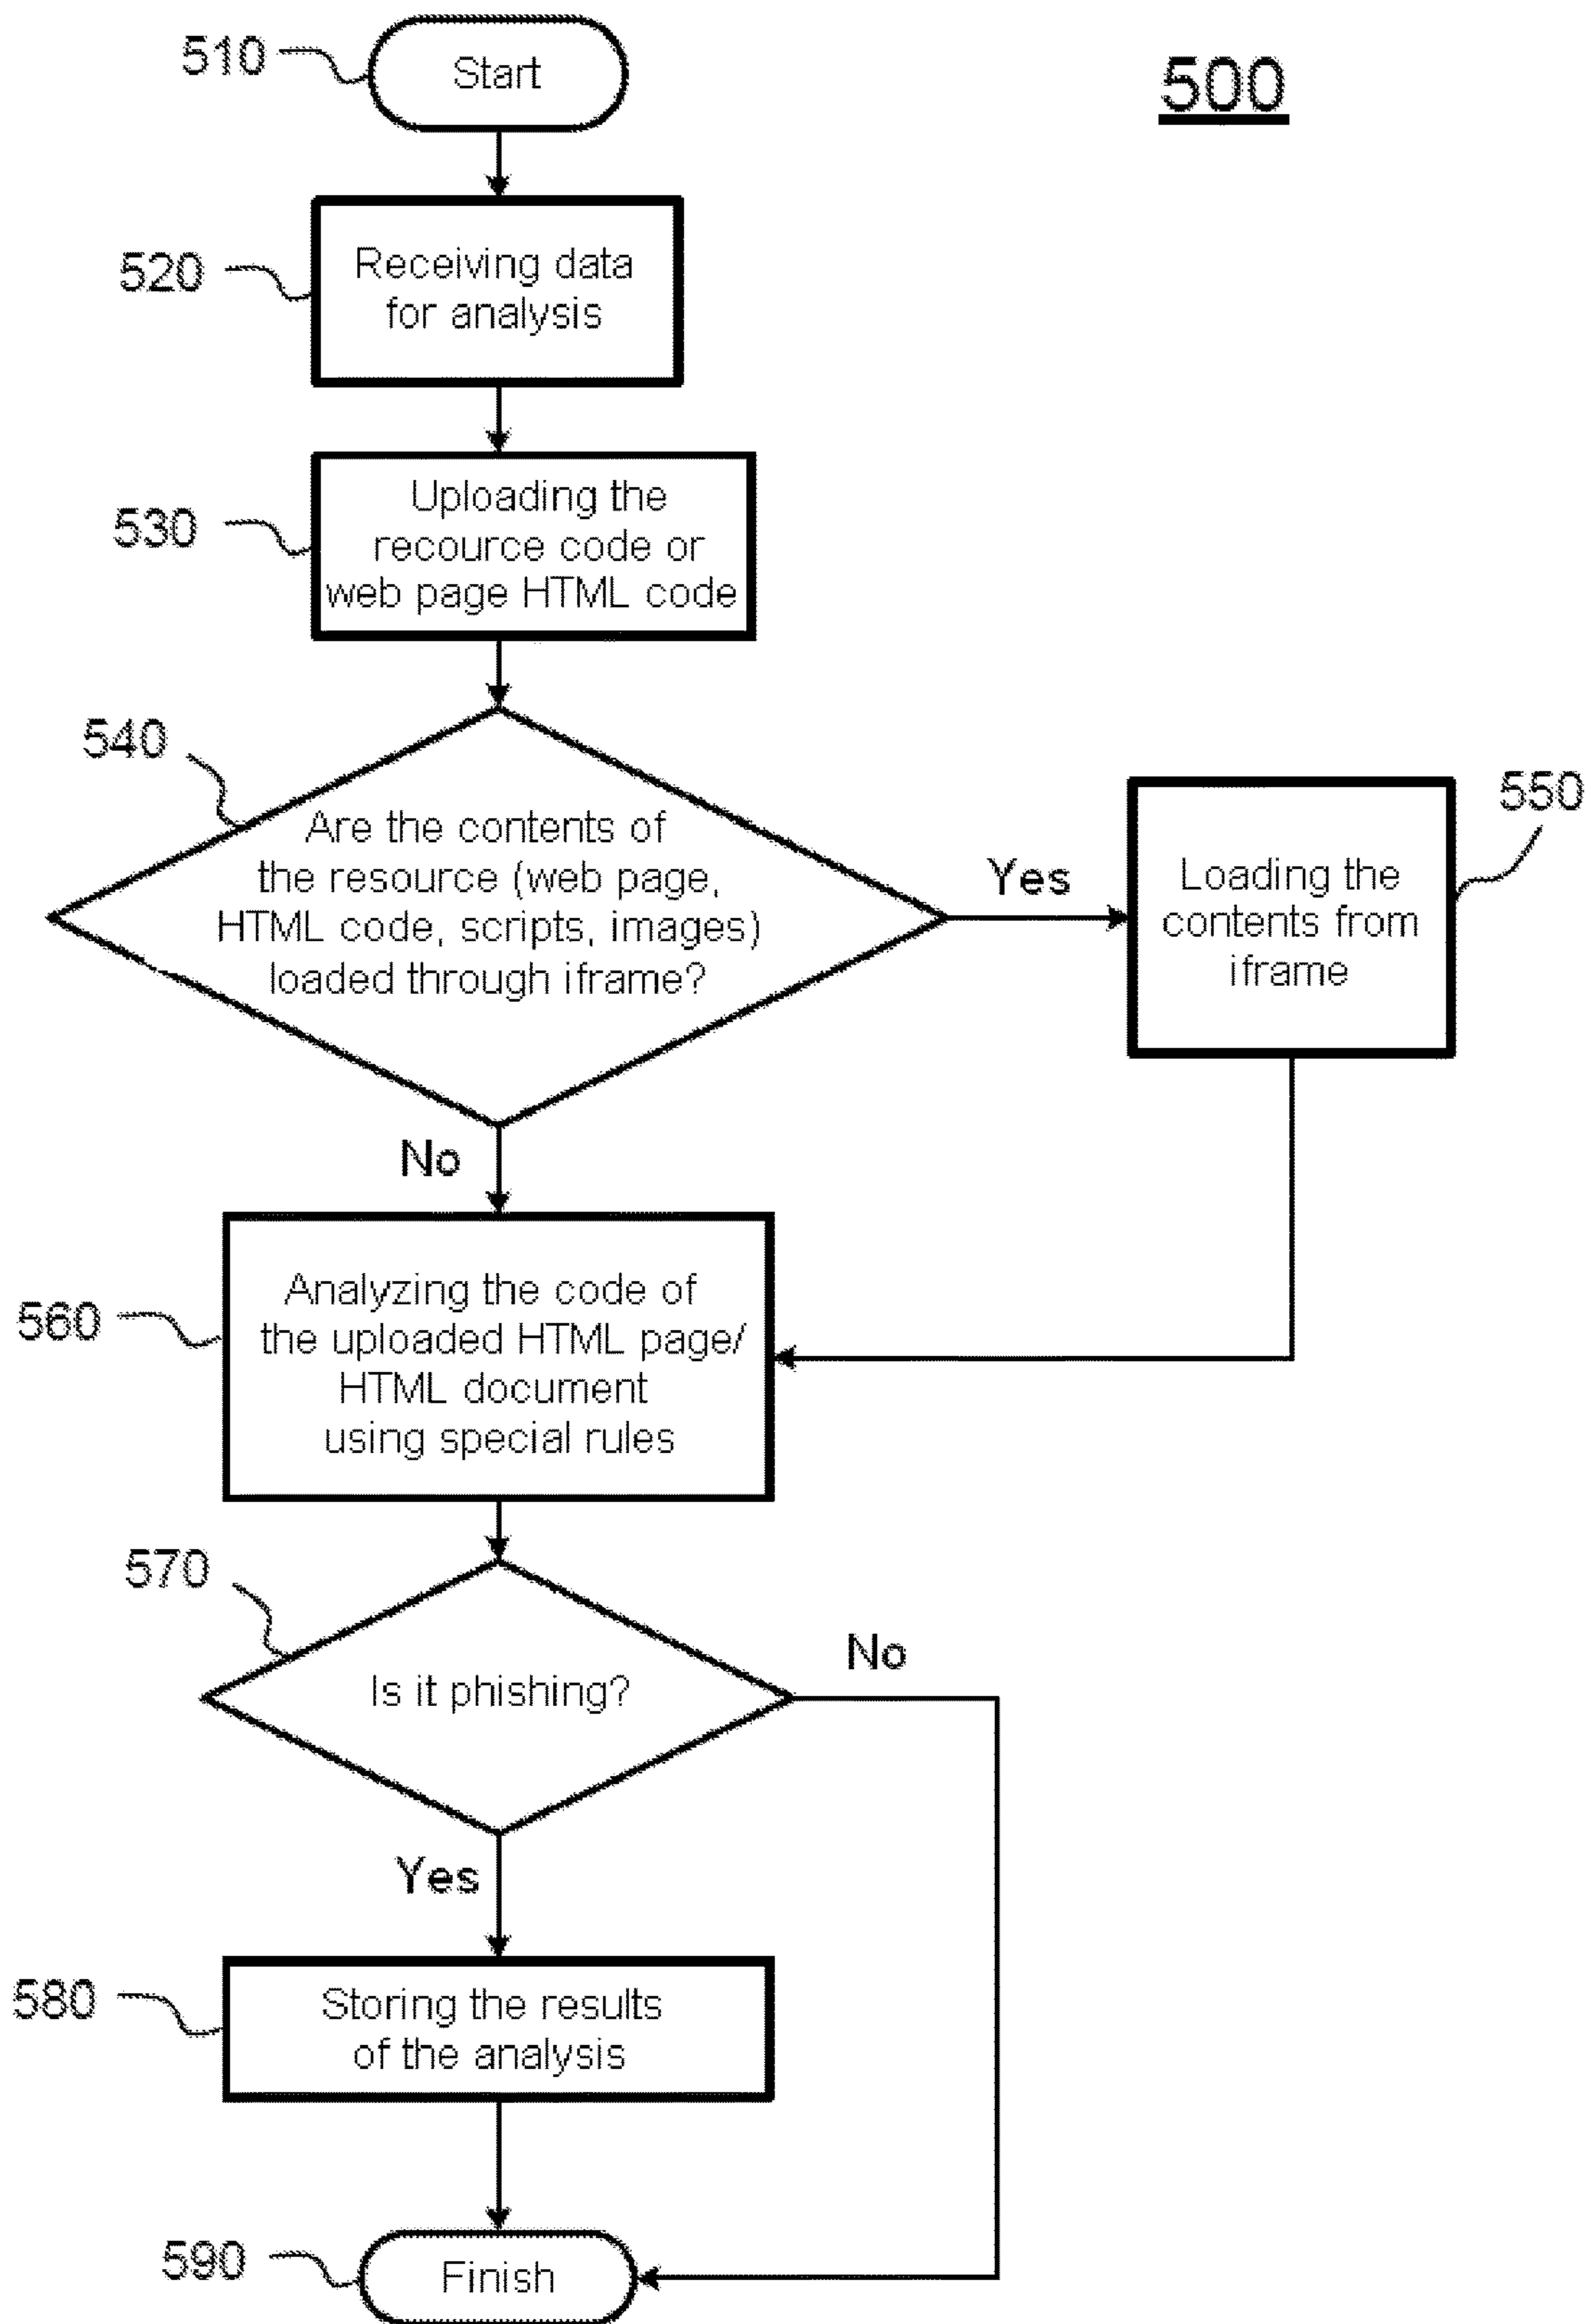 510
Start
500
520
Receiving data
for analysis
530
Uploading the
recource code or
web page HTML code
540
Are the contents of
the resource (web page,
HTML code, scripts, images)
loaded through iframe?
Yes
550
Loading the
contents from
iframe
No
560
Analyzing the code of
the uploaded HTML page/
HTML document
using special rules
570
Is it phishing?
No
Yes
580
Storing the results
of the analysis
590
Finish